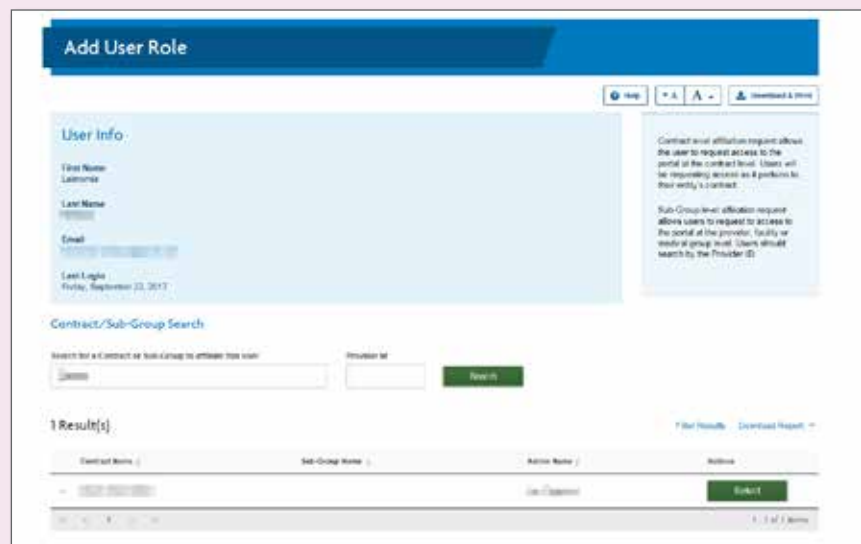 Add User Role
Help
A A
Download & Print
User Info
First Name
Last Name
Email
Last Login
Friday, September 22, 2017
Contract level affiliation request allows
the user to request access to the
portal at the contract level. Users will
be requesting access as it pertains to
their entity's contract.
Sub-Group level affiliation request
allows users to request to access to
the portal at the provider, facility or
medical group level. Users should
search by the Provider ID
Contract/Sub-Group Search
Search for a Contract or Sub-Group to affiliate this user
Provider Id
Search
1 Result(s)
Filter Results Download Report
Contract Name Sub-Group Name Admin Name Actions
Select
1 - 1 of 1 items